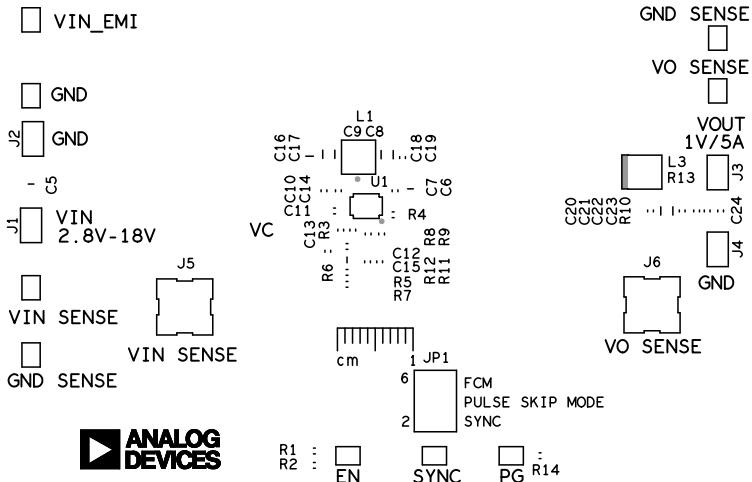 GND SENSE
VIN_EMI
VO SENSE
GND
L1
VOUT
1V/5A
J2
GND
C16
C17
C9 C8
C18
C19
L3
R13
J3
C5
C10
C14
U1
C7
C6
C11
R4
C20
C21
C22
C23
R10
C24
J1
VIN
2.8V-18V
VC
C13
R3
R8
R9
J4
C12
C15
R6
R5
R7
R12
R11
J5
J6
GND
VIN SENSE
VIN SENSE
VO SENSE
cm
1
JP1
GND SENSE
6
FCM
PULSE SKIP MODE
2
SYNC
ANALOG
DEVICES
R1
R2
EN
SYNC
PG
R14